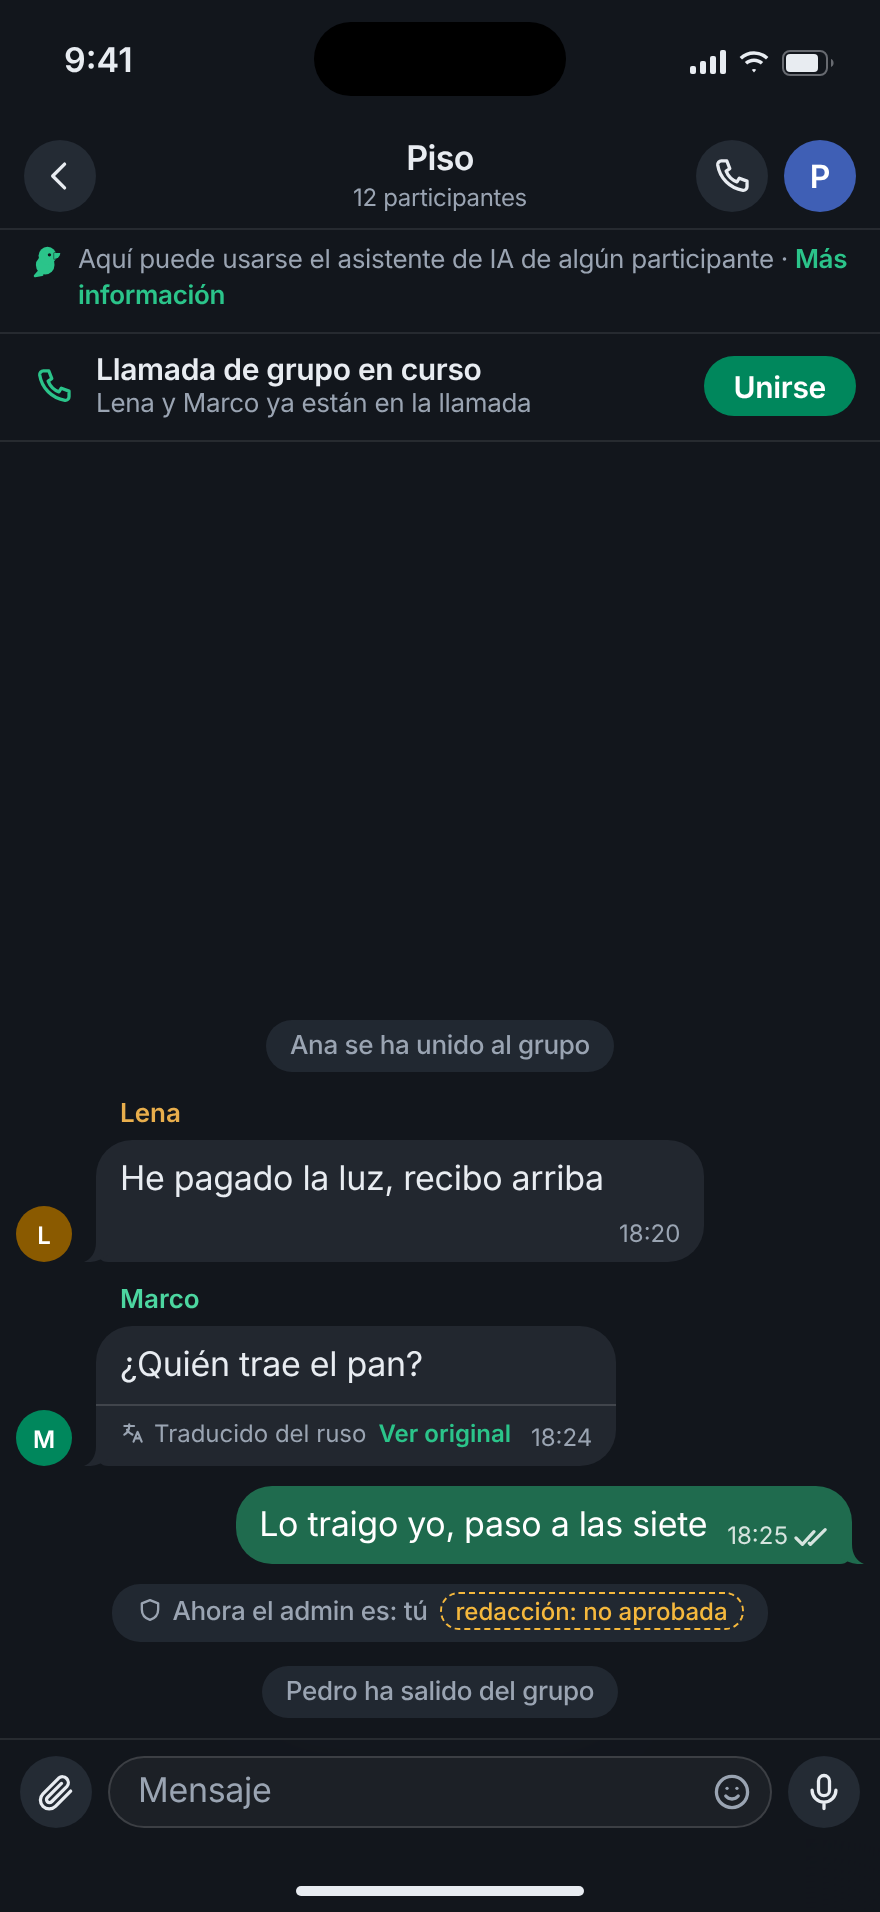 9:41
Piso
12 participantes
P
Aquí puede usarse el asistente de IA de algún participante · Más
información
Llamada de grupo en curso
Lena y Marco ya están en la llamada
Unirse
Ana se ha unido al grupo
Lena
He pagado la luz, recibo arriba
18:20
L
Marco
¿Quién trae el pan?
Traducido del ruso Ver original 18:24
M
Lo traigo yo, paso a las siete 18:25
Ahora el admin es: tú redacción: no aprobada
Pedro ha salido del grupo
Mensaje